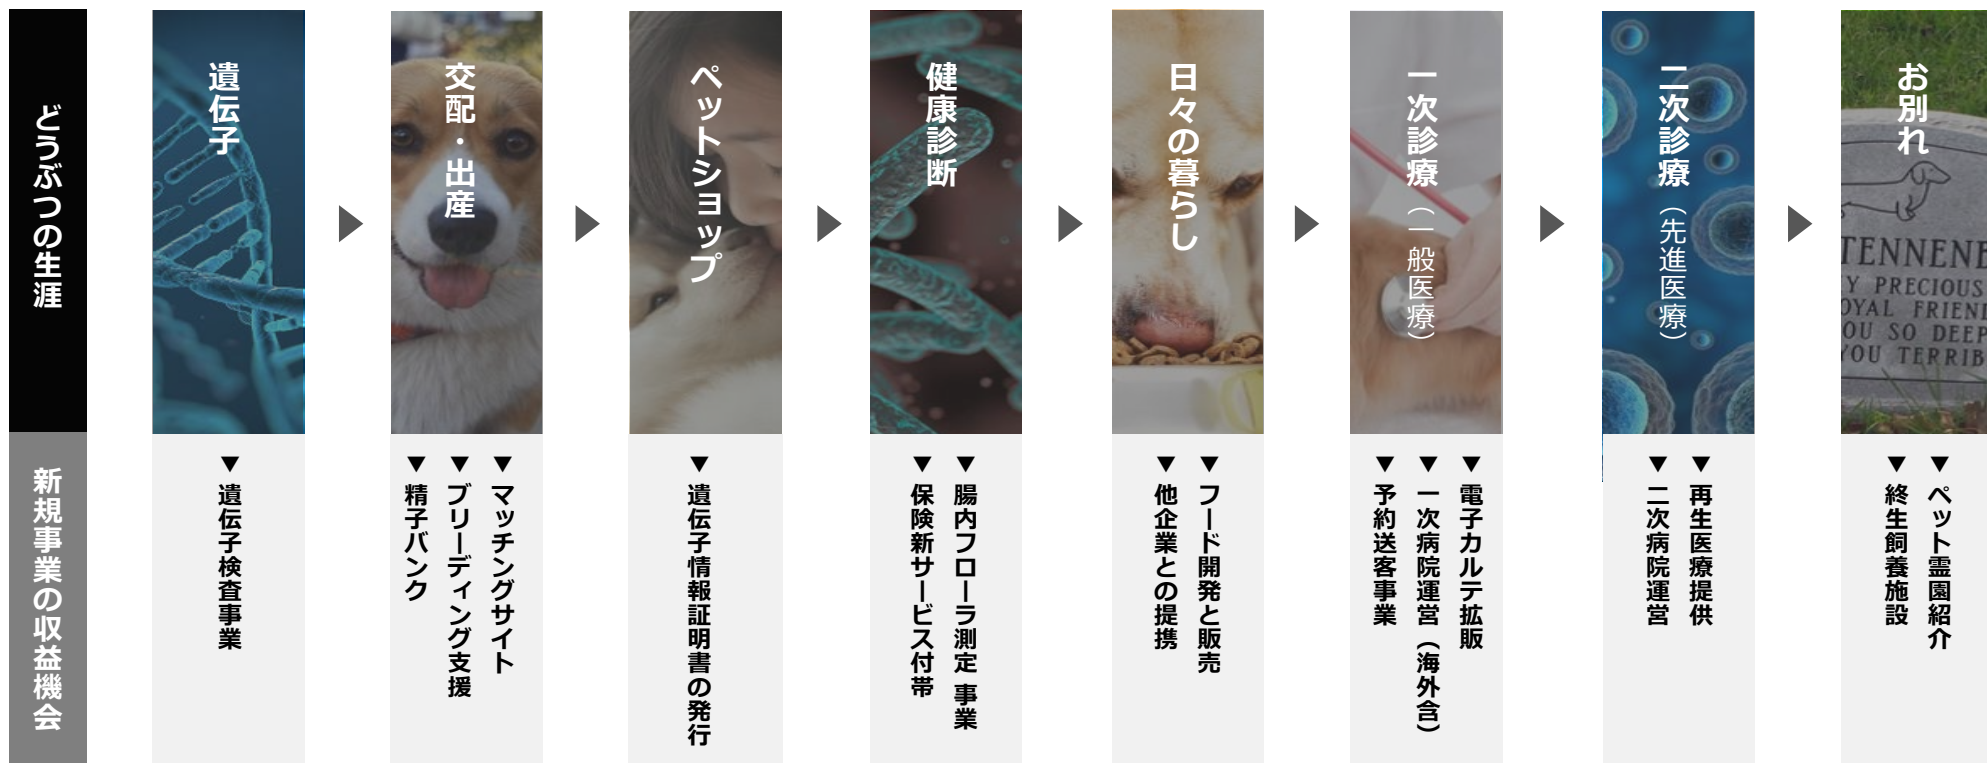 どうぶつの生涯
遺伝子
交配・出産
ペットショップ
健康診断
日々の暮らし
一次診療（一般医療）
二次診療（先進医療）
お別れ
TENNENE
Y PRECIOUS
OYAL FRIEND
OU SO DEEP
YOU TERRIB
新規事業の収益機会
▼遺伝子検査事業
▼マッチングサイト
▼ブリーディング支援
▼精子バンク
▼遺伝子情報証明書の発行
▼腸内フローラ測定 事業
▼保険新サービス付帯
▼フード開発と販売
▼他企業との提携
▼電子カルテ拡販
▼一次病院運営（海外含）
▼予約送客事業
▼再生医療提供
▼二次病院運営
▼ペット霊園紹介
▼終生飼養施設